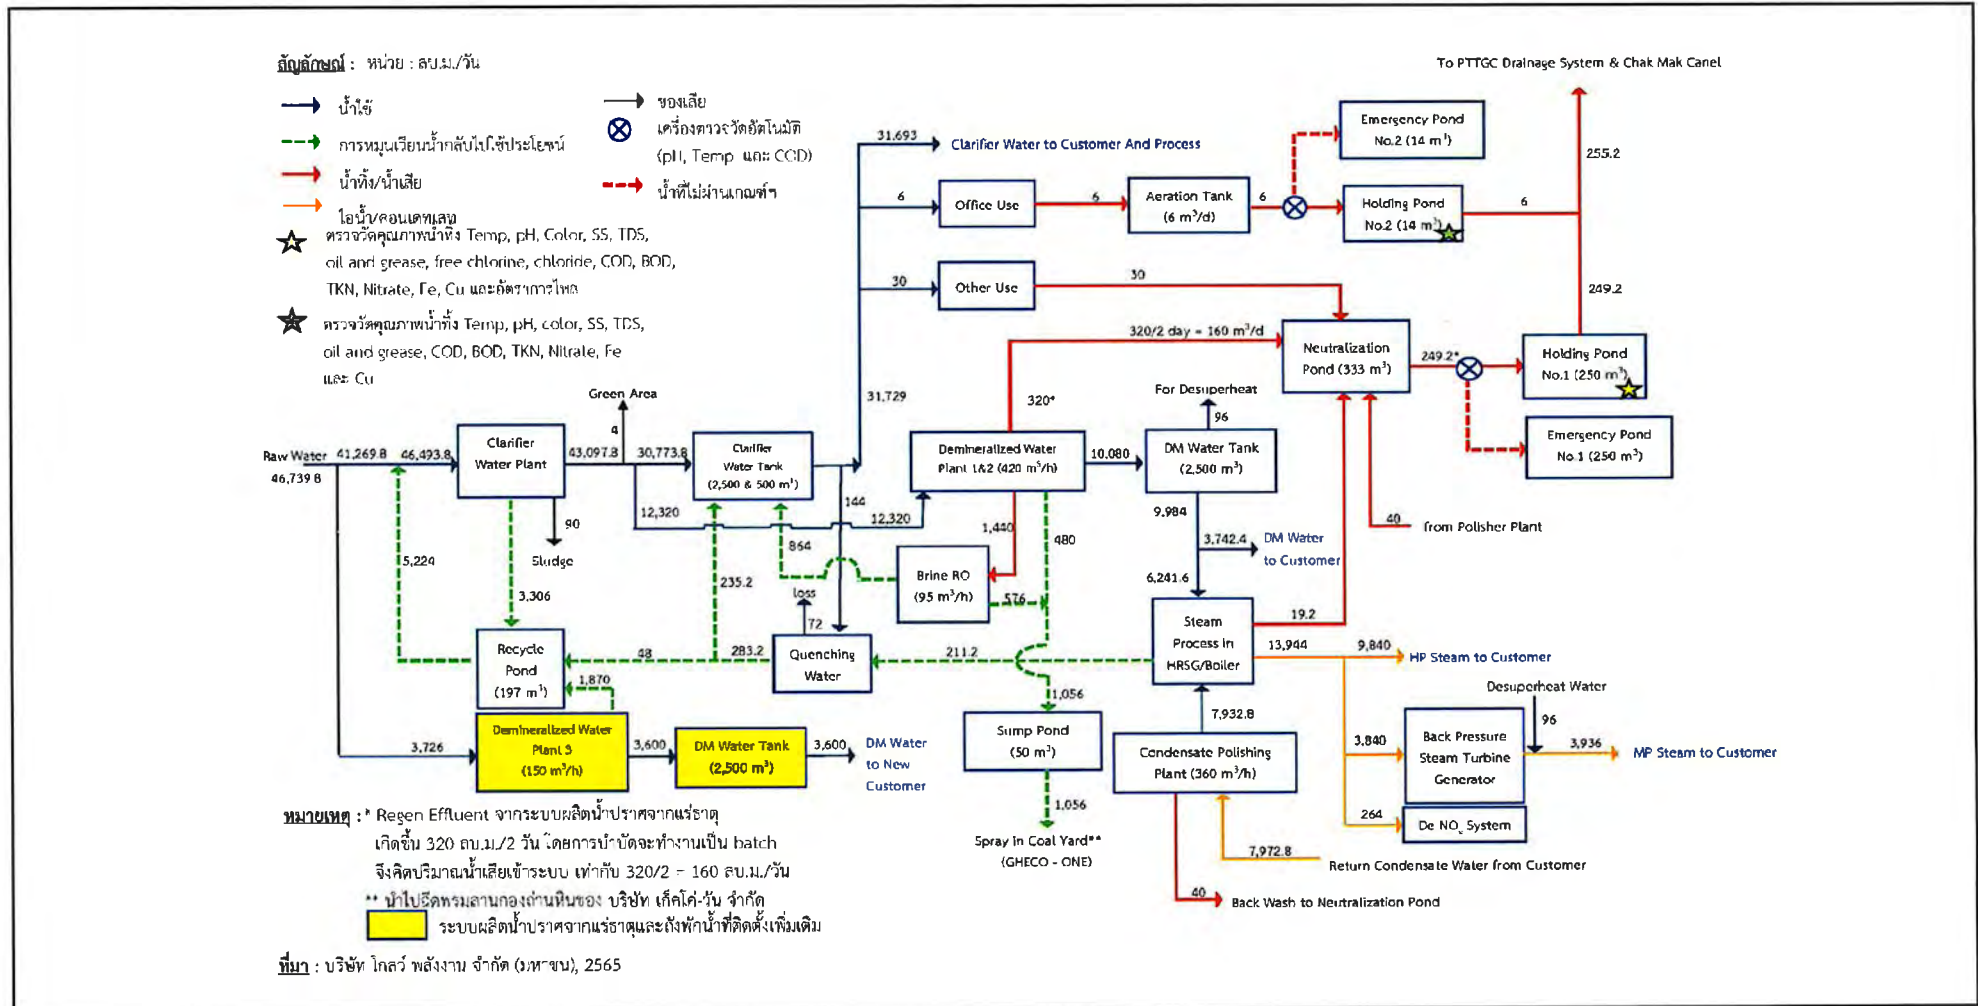 สัญลักษณ์ : หน่วย : ลบ.ม./วัน
น้ำใช้
การหมุนเวียนน้ำกลับไปใช้ประโยชน์
น้ำทิ้ง/น้ำเสีย
ไอน้ำ/คอนเดนเสท
ของเสีย
เครื่องตรวจวัดอัตโนมัติ
(pH, Temp และ COD)
น้ำที่ไม่ผ่านเกณฑ์ฯ
ตรวจวัดคุณภาพน้ำทิ้ง Temp, pH, Color, SS, TDS,
oil and grease, free chlorine, chloride, COD, BOD,
TKN, Nitrate, Fe, Cu และอัตราการไหล
ตรวจวัดคุณภาพน้ำทิ้ง Temp, pH, color, SS, TDS,
oil and grease, COD, BOD, TKN, Nitrate, Fe
และ Cu
To PTTGC Drainage System & Chak Mak Canel
255.2
Emergency Pond
No.2 (14 m³)
31,693
Clarifier Water to Customer And Process
6
Office Use
6
Aeration Tank
(6 m³/d)
6
Holding Pond
No.2 (14 m³)
6
30
Other Use
30
249.2
320/2 day = 160 m³/d
Neutralization
Pond (333 m³)
249.2*
Holding Pond
No.1 (250 m³)
Emergency Pond
No.1 (250 m³)
31,729
320*
For Desuperheat
96
Green Area
4
Raw Water
46,739.8
41,269.8
46,493.8
Clarifier
Water Plant
43,097.8
30,773.8
Clarifier
Water Tank
(2,500 & 500 m³)
Demineralized Water
Plant 1&2 (420 m³/h)
10,080
DM Water Tank
(2,500 m³)
12,320
144
12,320
90
Sludge
1,440
480
9,984
40
from Polisher Plant
3,742.4
DM Water
to Customer
5,224
3,306
864
235.2
loss
72
Brine RO
(95 m³/h)
576
6,241.6
Recycle
Pond
(197 m³)
48
283.2
Quenching
Water
211.2
Steam
Process in
HRSG/Boiler
19.2
13,944
9,840
HP Steam to Customer
1,870
1,056
7,932.8
Desuperheat Water
96
3,726
Demineralized Water
Plant 3
(150 m³/h)
3,600
DM Water Tank
(2,500 m³)
3,600
DM Water
to New
Customer
Sump Pond
(50 m³)
Condensate Polishing
Plant (360 m³/h)
3,840
Back Pressure
Steam Turbine
Generator
3,936
MP Steam to Customer
264
De NOx System
1,056
Spray in Coal Yard**
(GHECO - ONE)
7,972.8
Return Condensate Water from Customer
40
Back Wash to Neutralization Pond
หมายเหตุ : * Regen Effluent จากระบบผลิตน้ำปราศจากแร่ธาตุ
เกิดขึ้น 320 ลบ.ม./2 วัน โดยการบำบัดจะทำงานเป็น batch
จึงคิดปริมาณน้ำเสียเข้าระบบ เท่ากับ 320/2 = 160 ลบ.ม./วัน
** นำไปฉีดพรมลานกองถ่านหินของ บริษัท เก็คโค่-วัน จำกัด
ระบบผลิตน้ำปราศจากแร่ธาตุและถังพักน้ำที่ติดตั้งเพิ่มเติม
ที่มา : บริษัท โกลว์ พลังงาน จำกัด (มหาชน), 2565